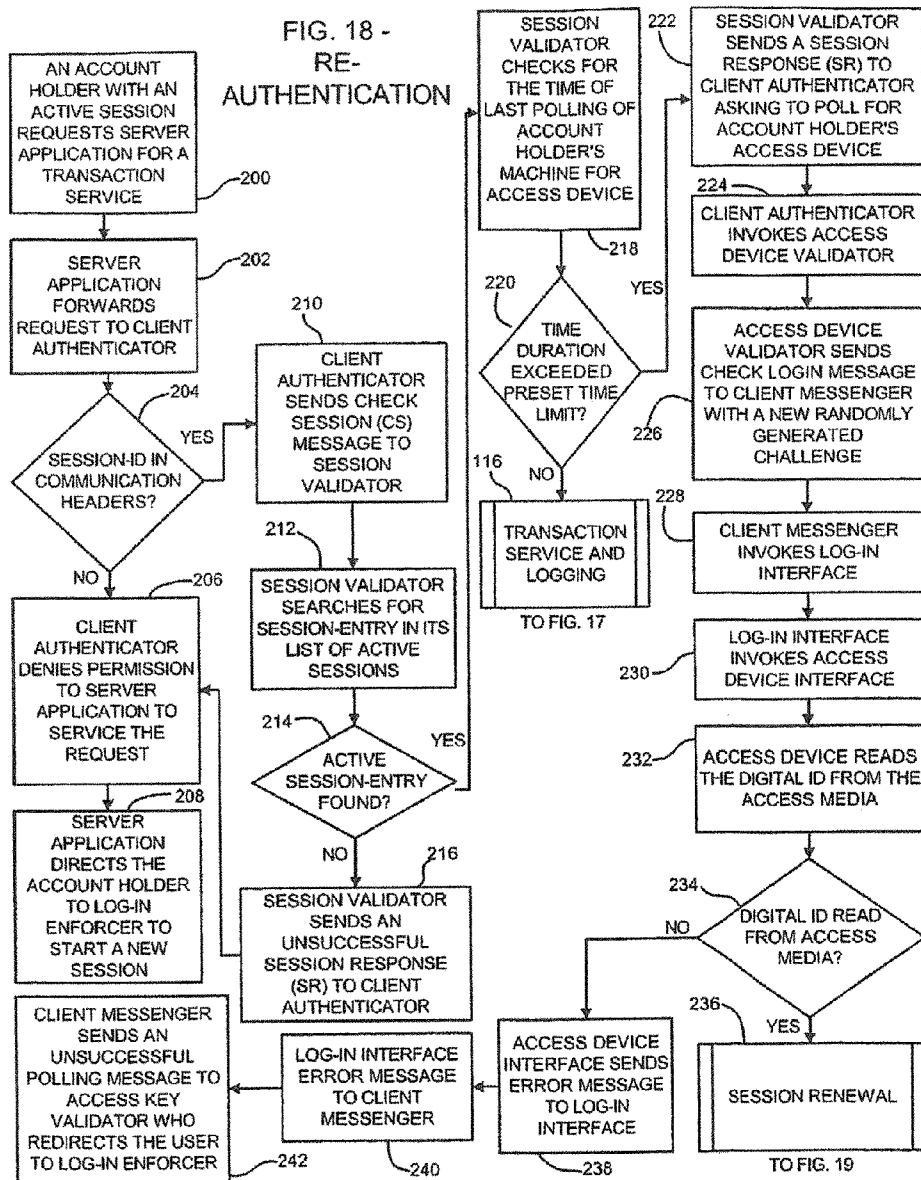 FIG. 18 -
RE-
AUTHENTICATION
AN ACCOUNT
HOLDER WITH AN
ACTIVE SESSION
REQUESTS SERVER
APPLICATION FOR A
TRANSACTION
SERVICE
200
SERVER
APPLICATION
FORWARDS
REQUEST TO CLIENT
AUTHENTICATOR
202
204
SESSION-ID IN
COMMUNICATION
HEADERS?
YES
NO
206
CLIENT
AUTHENTICATOR
DENIES PERMISSION
TO SERVER
APPLICATION TO
SERVICE THE
REQUEST
208
SERVER
APPLICATION
DIRECTS THE
ACCOUNT HOLDER
TO LOG-IN
ENFORCER TO
START A NEW
SESSION
210
CLIENT
AUTHENTICATOR
SENDS CHECK
SESSION (CS)
MESSAGE TO
SESSION
VALIDATOR
212
SESSION VALIDATOR
SEARCHES FOR
SESSION-ENTRY IN ITS
LIST OF ACTIVE
SESSIONS
214
ACTIVE
SESSION-ENTRY
FOUND?
YES
NO
216
SESSION VALIDATOR
SENDS AN
UNSUCCESSFUL
SESSION RESPONSE
(SR) TO CLIENT
AUTHENTICATOR
SESSION
VALIDATOR
CHECKS FOR
THE TIME OF
LAST POLLING OF
ACCOUNT
HOLDER'S
MACHINE FOR
ACCESS DEVICE
218
220
TIME
DURATION
EXCEEDED
PRESET TIME
LIMIT?
YES
NO
116
TRANSACTION
SERVICE AND
LOGGING
TO FIG. 17
222
SESSION VALIDATOR
SENDS A SESSION
RESPONSE (SR) TO
CLIENT AUTHENTICATOR
ASKING TO POLL FOR
ACCOUNT HOLDER'S
ACCESS DEVICE
224
CLIENT AUTHENTICATOR
INVOKES ACCESS
DEVICE VALIDATOR
ACCESS DEVICE
VALIDATOR SENDS
CHECK LOGIN MESSAGE
TO CLIENT MESSENGER
WITH A NEW RANDOMLY
GENERATED
CHALLENGE
226
228
CLIENT MESSENGER
INVOKES LOG-IN
INTERFACE
LOG-IN INTERFACE
INVOKES ACCESS
DEVICE INTERFACE
230
232
ACCESS DEVICE READS
THE DIGITAL ID FROM THE
ACCESS MEDIA
234
DIGITAL ID READ
FROM ACCESS
MEDIA?
NO
YES
236
SESSION RENEWAL
TO FIG. 19
ACCESS DEVICE
INTERFACE SENDS
ERROR MESSAGE
TO LOG-IN
INTERFACE
238
LOG-IN INTERFACE
ERROR MESSAGE
TO CLIENT
MESSENGER
240
CLIENT MESSENGER
SENDS AN
UNSUCCESSFUL
POLLING MESSAGE TO
ACCESS KEY
VALIDATOR WHO
REDIRECTS THE USER
TO LOG-IN ENFORCER
242